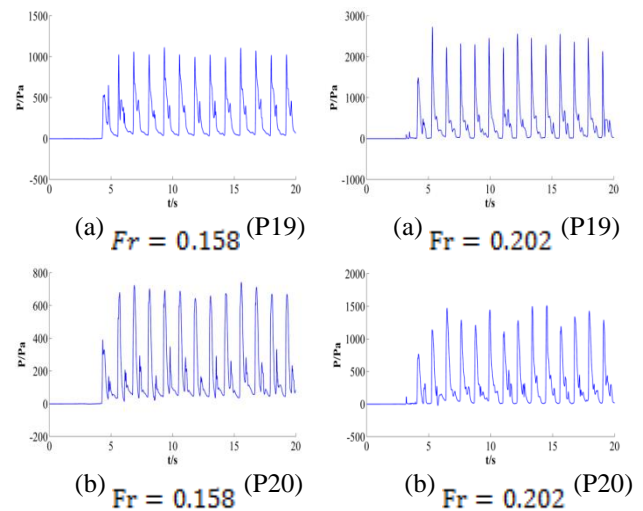 1500
1000
500
0
-500
P/Pa
0 5 10 15 20
t/s
(a) Fr = 0.158 (P19)
3000
2000
1000
0
-1000
P/Pa
0 5 10 15 20
t/s
(a) Fr = 0.202 (P19)
800
600
400
200
0
-200
P/Pa
0 5 10 15 20
t/s
(b) Fr = 0.158 (P20)
2000
1500
1000
500
0
-500
P/Pa
0 5 10 15 20
t/s
(b) Fr = 0.202 (P20)